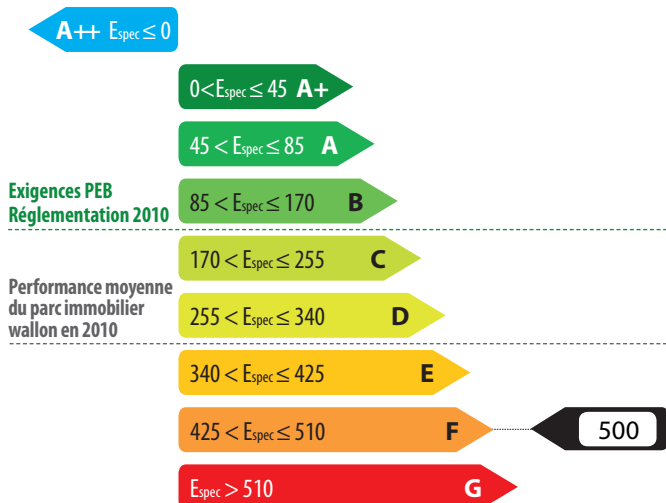 A++ Espec ≤ 0
0<Espec ≤ 45 A+
45 < Espec ≤ 85 A
Exigences PEB
Réglementation 2010
85 < Espec ≤ 170 B
170 < Espec ≤ 255 C
Performance moyenne
du parc immobilier
wallon en 2010
255 < Espec ≤ 340 D
340 < Espec ≤ 425 E
425 < Espec ≤ 510 F 500
Espec > 510 G